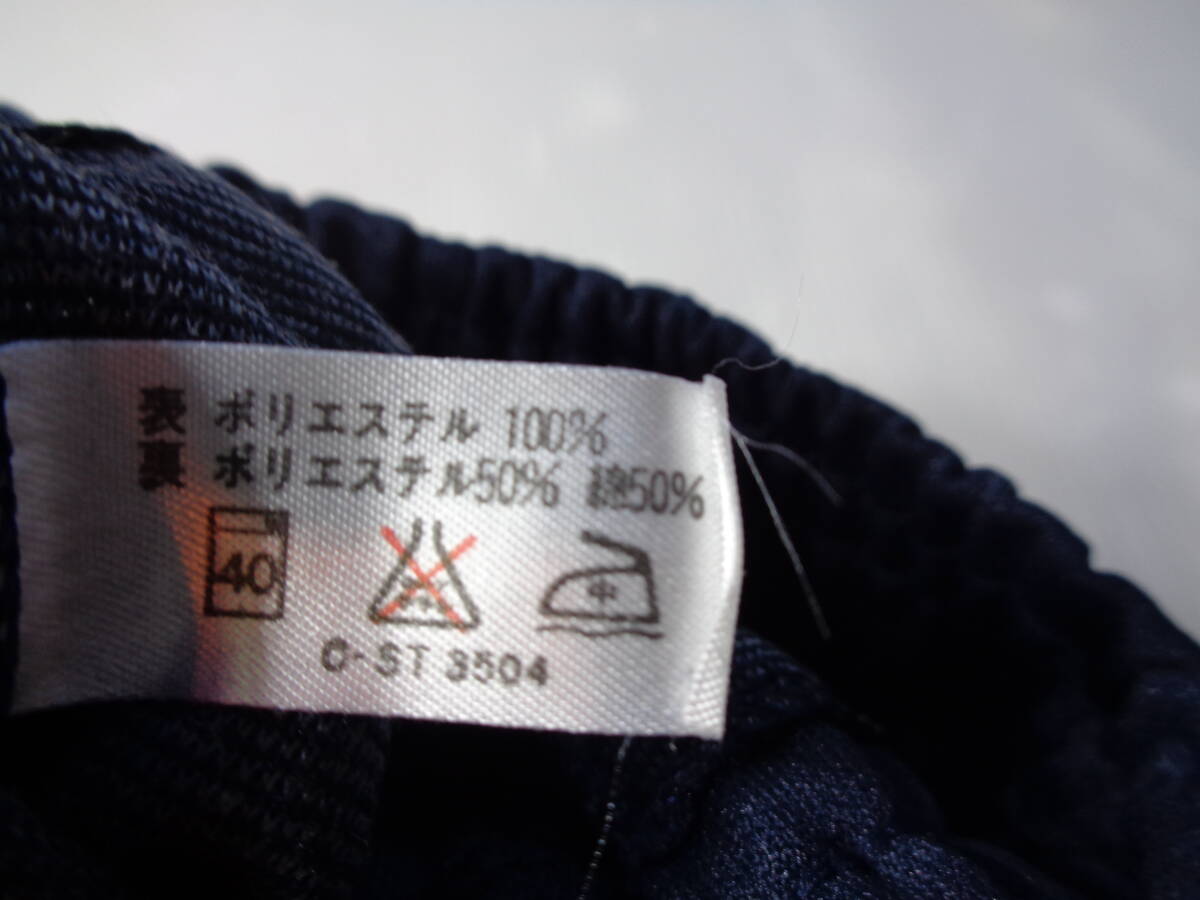 表 ポリエステル 100%
裏 ポリエステル50% 綿50%
40 中
C-ST 3504